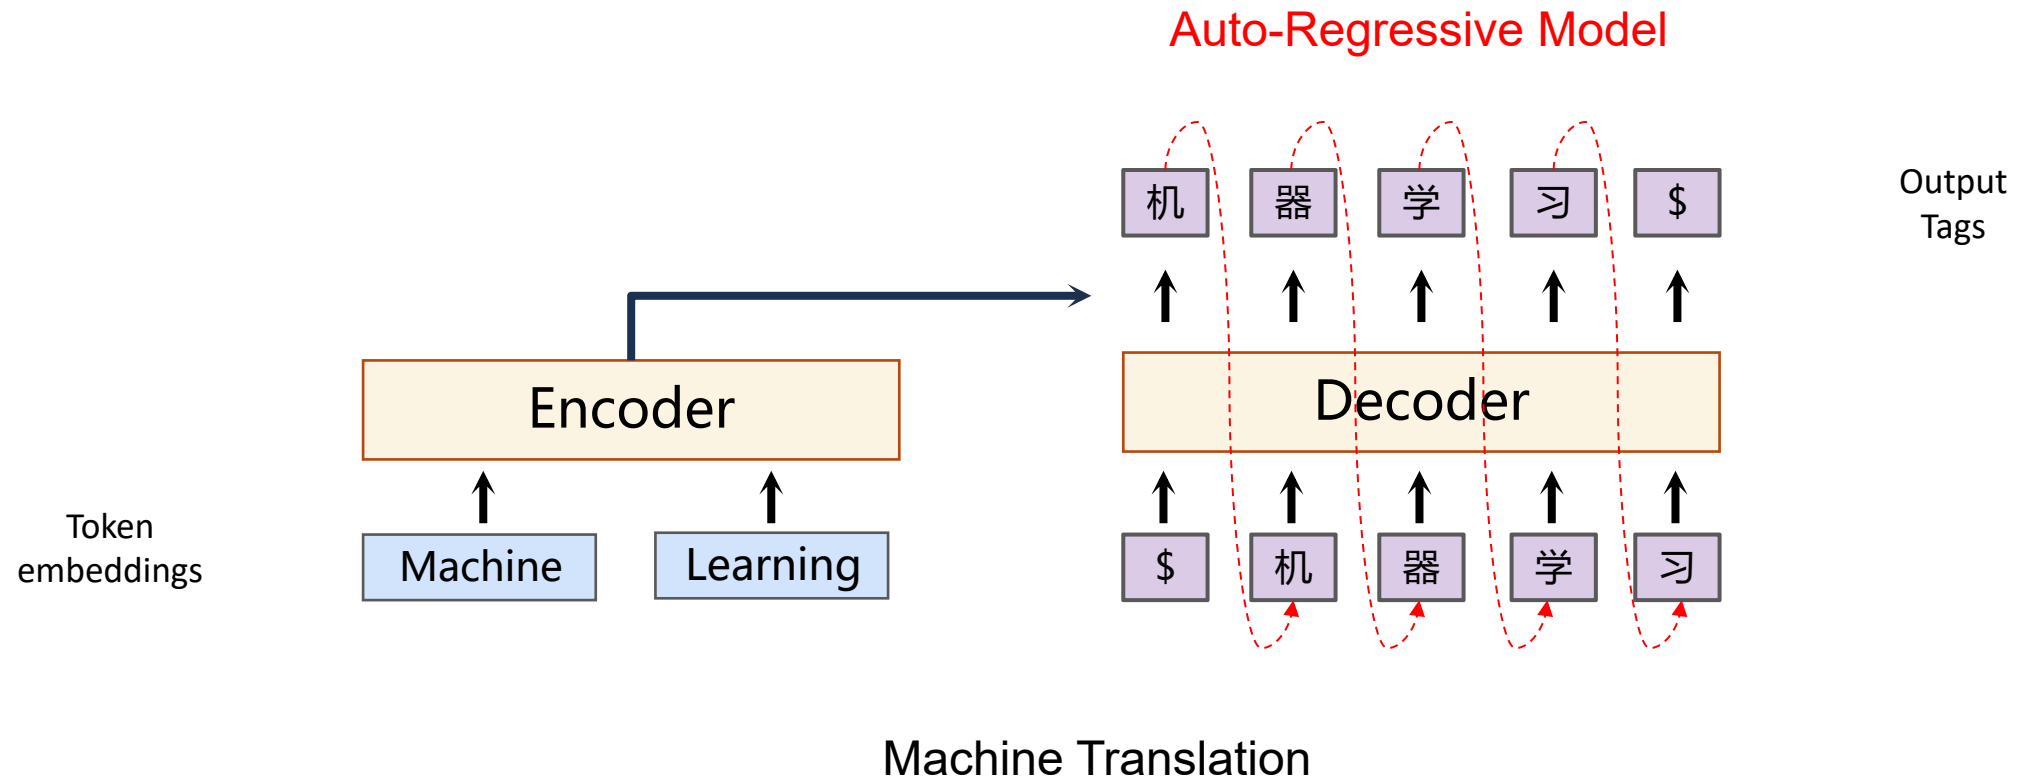 Auto-Regressive Model
机 器 学 习 $
Output
Tags
Encoder
Decoder
Token
embeddings
Machine
Learning
$ 机 器 学 习
Machine Translation